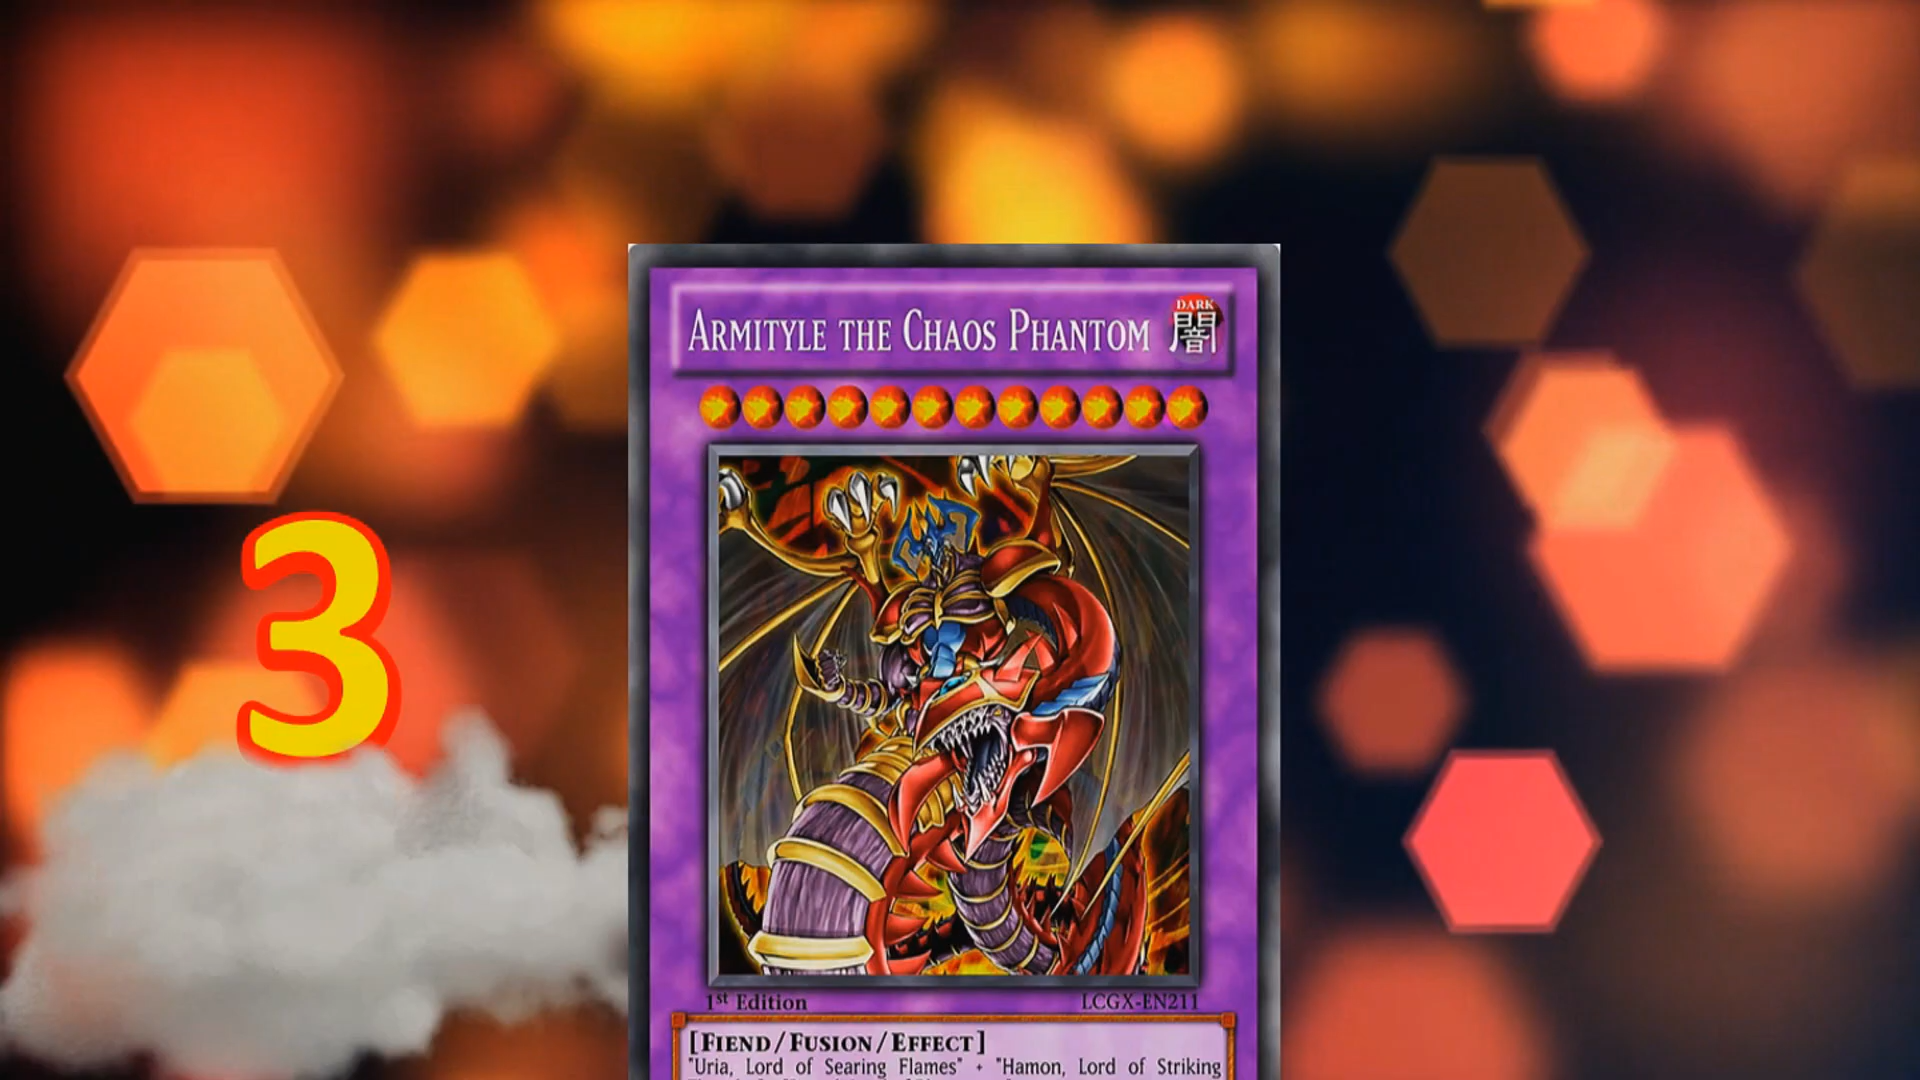 3
ARMITYLE THE CHAOS PHANTOM
DARK
闇
1st Edition
LCGX-EN211
[FIEND/FUSION/EFFECT]
"Uria, Lord of Searing Flames" + "Hamon, Lord of Striking